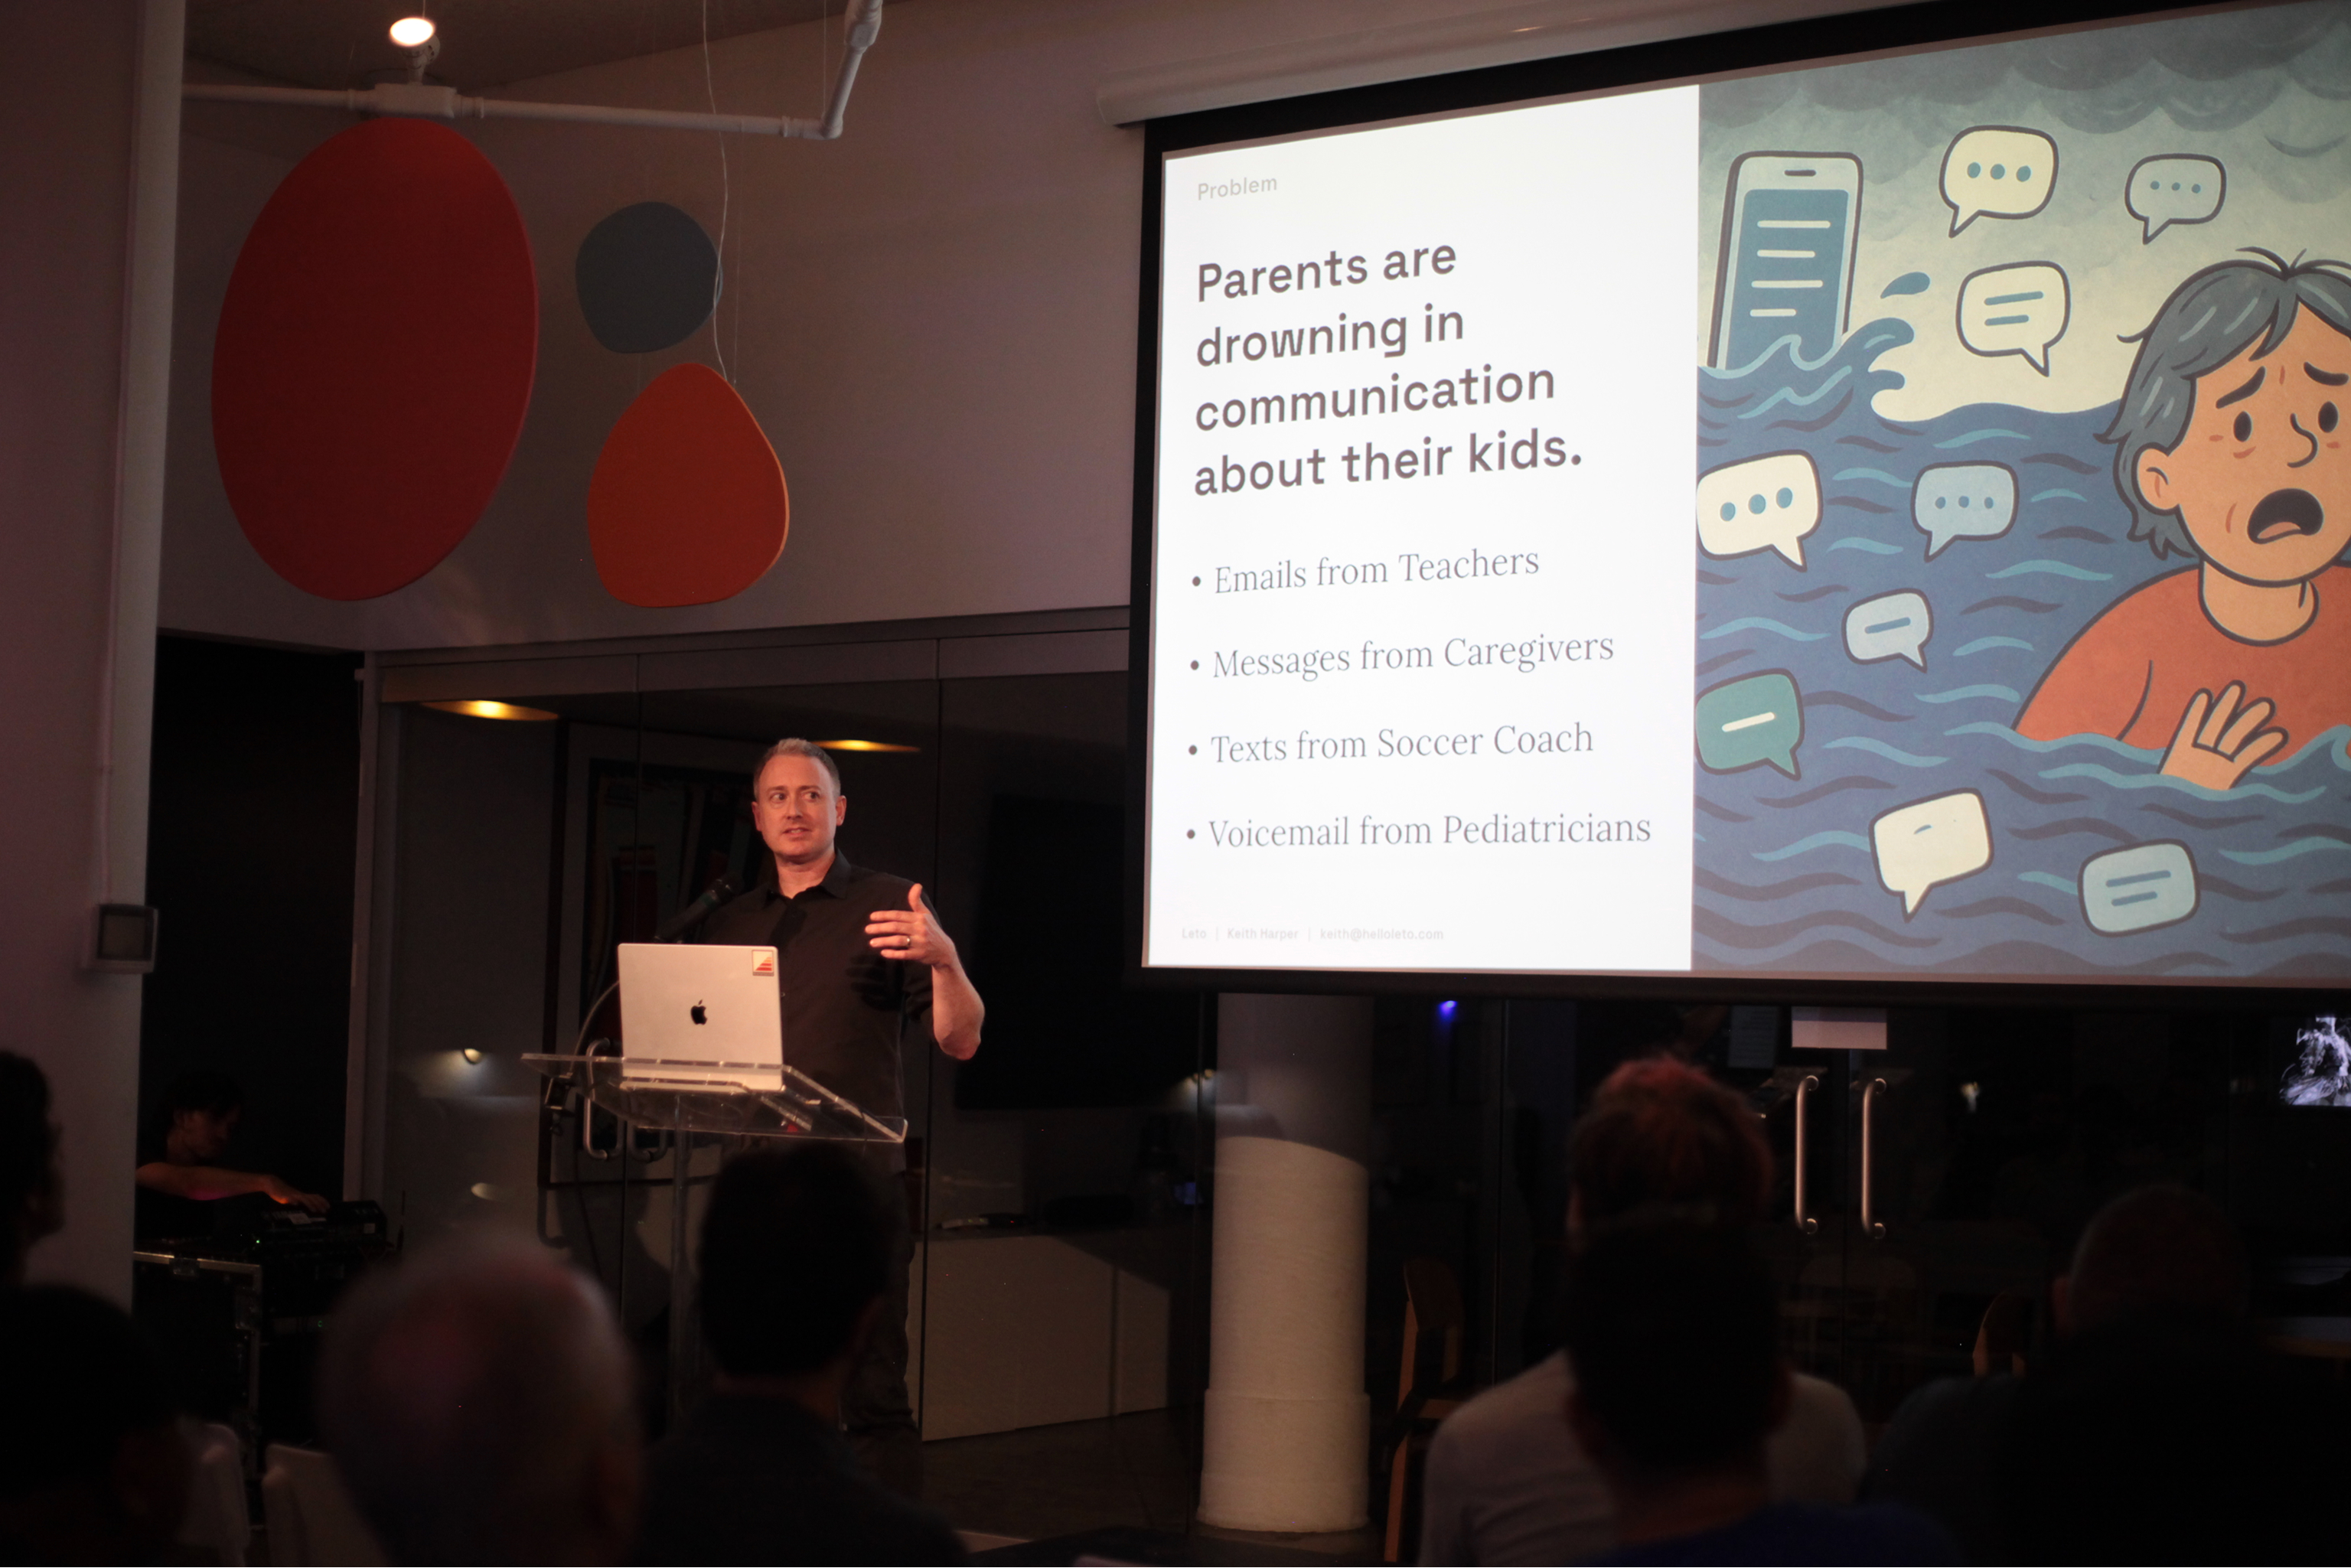 Problem
Parents are
drowning in
communication
about their kids.
• Emails from Teachers
• Messages from Caregivers
• Texts from Soccer Coach
• Voicemail from Pediatricians
Leto | Keith Harper | keith@helloleto.com